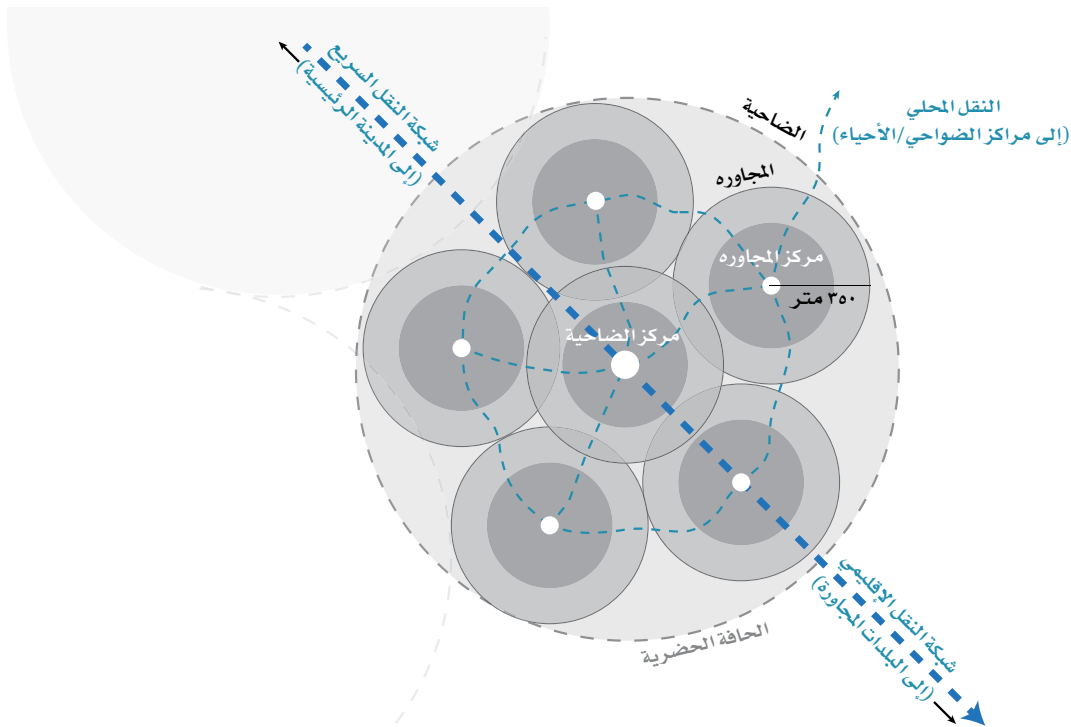 شبكة النقل السريع
(إلى المدينة الرئيسية)
النقل المحلي
(إلى مراكز الضواحي/الأحياء)
الضاحية
المجاوره
مركز المجاوره
٣٥٠ متر
مركز الضاحية
شبكة النقل الإقليمي
(إلى البلدات المجاورة)
الحافة الحضرية